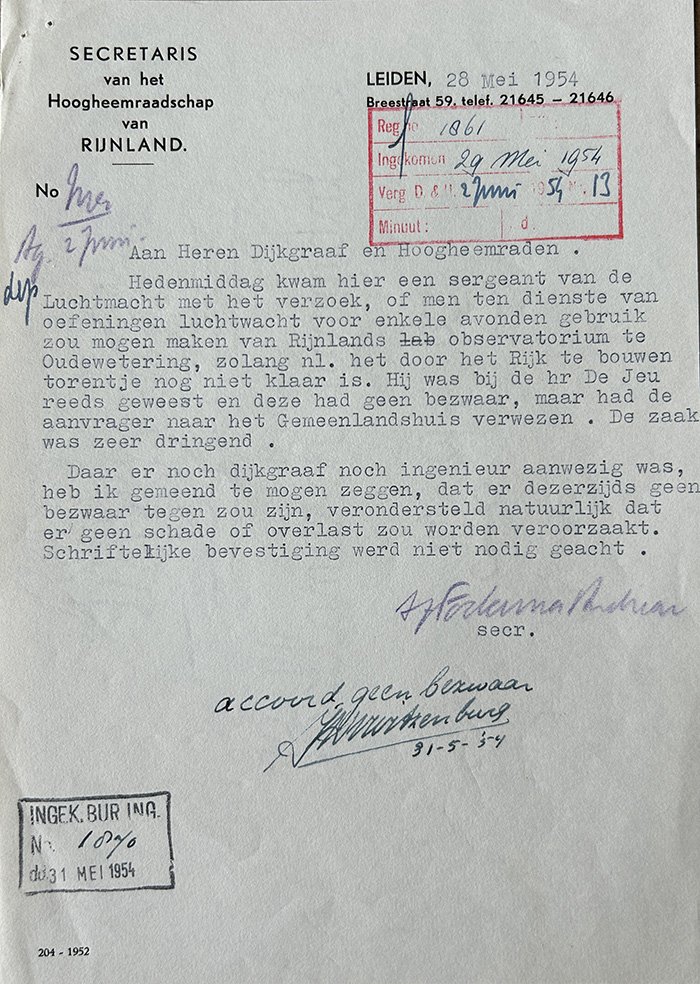 SECRETARIS
van het
Hoogheemraadschap
van
RIJNLAND.
LEIDEN, 28 Mei 1954
Breestraat 59, telef. 21645 – 21646
Reg no 1861
Ingekomen 29 Mei 1954
Verg D & H. 2 Juni 1954 No. 13
Minuut : d
No
Ag. 2 Juni.
dep
Aan Heren Dijkgraaf en Hoogheemraden .
Hedenmiddag kwam hier een sergeant van de
Luchtmacht met het verzoek, of men ten dienste van
oefeningen luchtwacht voor enkele avonden gebruik
zou mogen maken van Rijnlands lab observatorium te
Oudewetering, zolang nl. het door het Rijk te bouwen
torentje nog niet klaar is. Hij was bij de hr De Jeu
reeds geweest en deze had geen bezwaar, maar had de
aanvrager naar het Gemeenlandshuis verwezen . De zaak
was zeer dringend .
Daar er noch dijkgraaf noch ingenieur aanwezig was,
heb ik gemeend te mogen zeggen, dat er dezerzijds geen
bezwaar tegen zou zijn, verondersteld natuurlijk dat
er geen schade of overlast zou worden veroorzaakt.
Schriftelijke bevestiging werd niet nodig geacht .
secr.
accoord, geen bezwaar
31-5-'54
INGEK. BUR ING.
No. 1870
dd 31 MEI 1954
204 - 1952